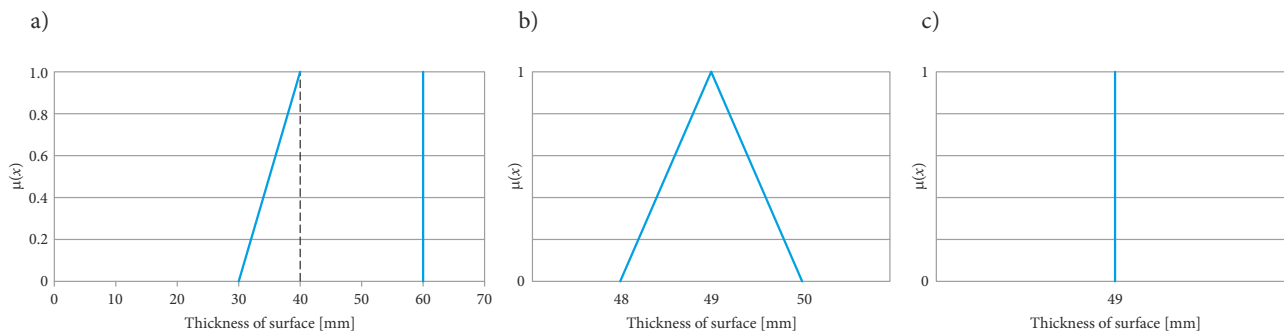 a)
μ(x)
1.0
0.8
0.6
0.4
0.2
0
0 10 20 30 40 50 60 70
Thickness of surface [mm]
b)
μ(x)
1
0
48 49 50
Thickness of surface [mm]
c)
μ(x)
1
0
49
Thickness of surface [mm]